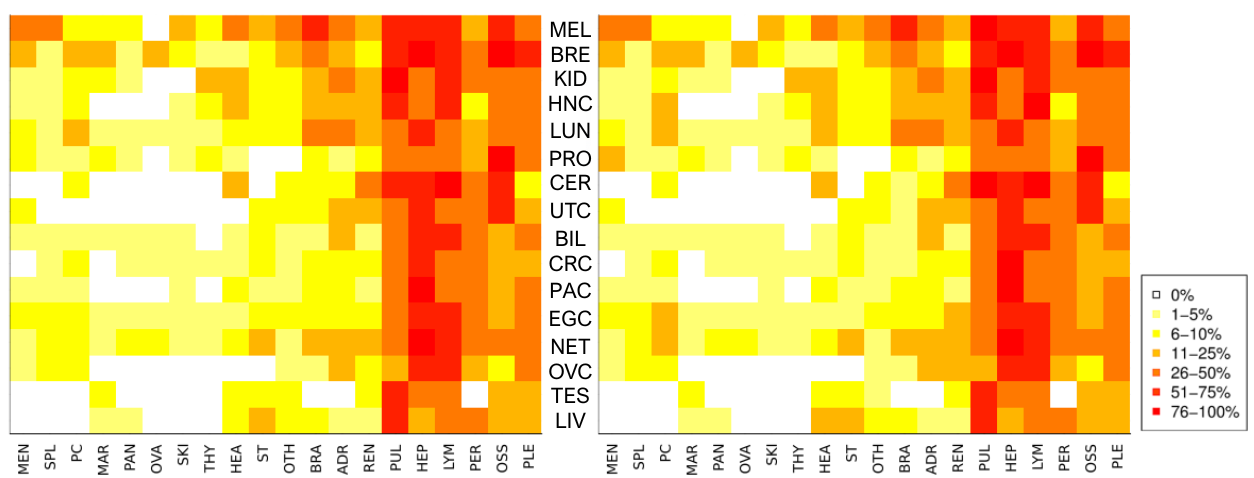 MEL
BRE
KID
HNC
LUN
PRO
CER
UTC
BIL
CRC
PAC
EGC
NET
OVC
TES
LIV
MEN SPL PC MAR PAN OVA SKI THY HEA ST OTH BRA ADR REN PUL HEP LYM PER OSS PLE
MEN SPL PC MAR PAN OVA SKI THY HEA ST OTH BRA ADR REN PUL HEP LYM PER OSS PLE
0%
1–5%
6–10%
11–25%
26–50%
51–75%
76–100%